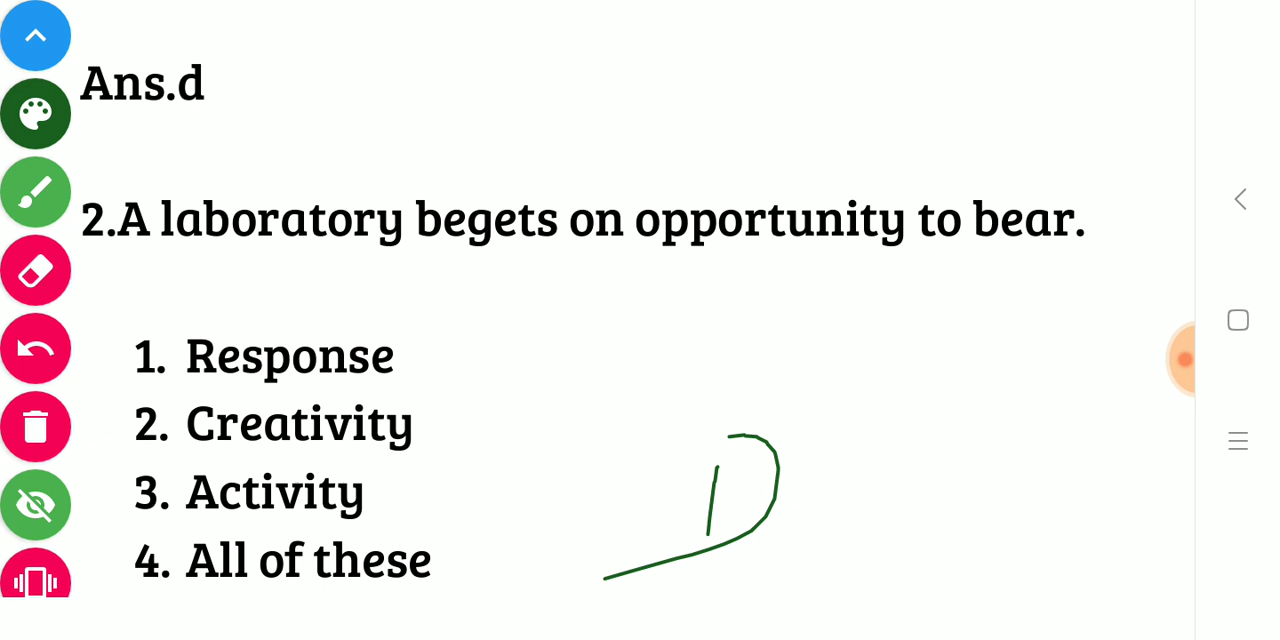 Ans.d
2.A laboratory begets on opportunity to bear.
1. Response
2. Creativity
3. Activity
4. All of these
D